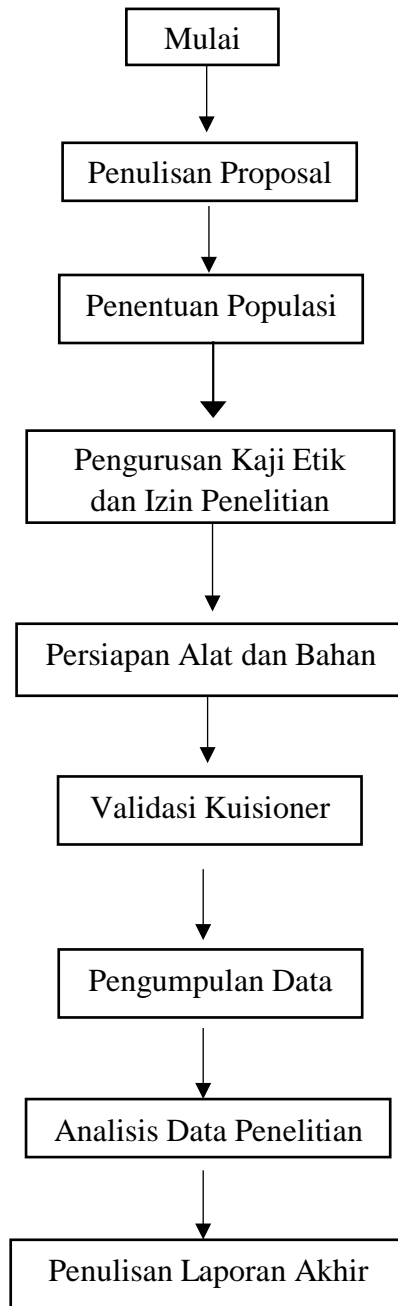 Mulai
Penulisan Proposal
Penentuan Populasi
Pengurusan Kaji Etik
dan Izin Penelitian
Persiapan Alat dan Bahan
Validasi Kuisioner
Pengumpulan Data
Analisis Data Penelitian
Penulisan Laporan Akhir